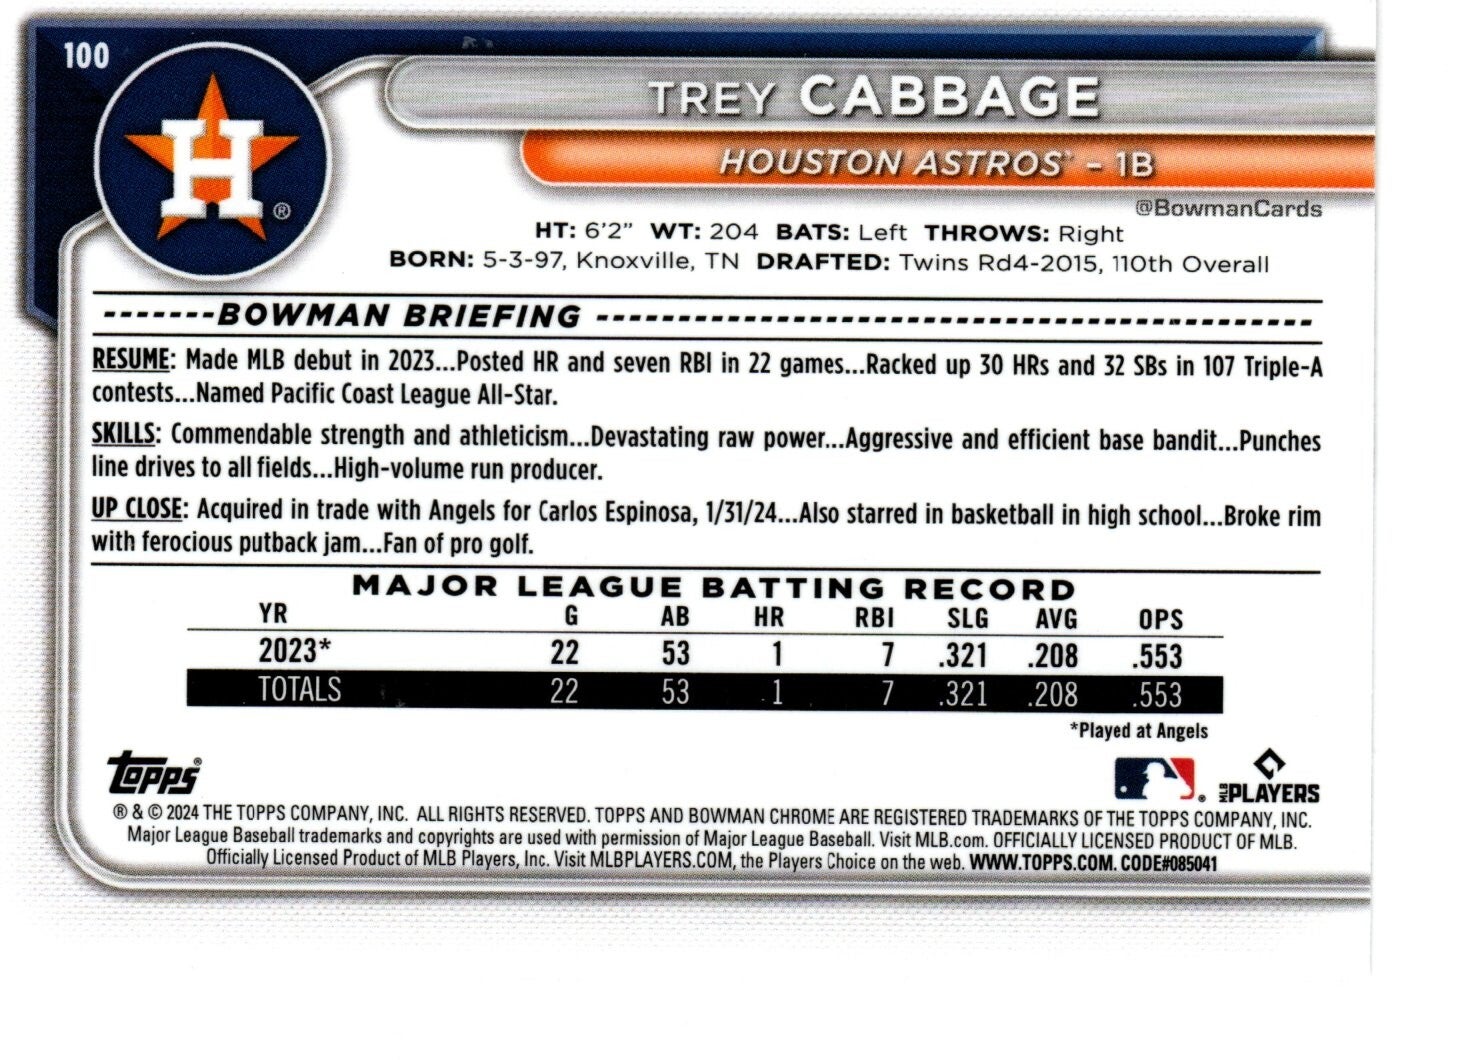 100
H ®
TREY CABBAGE
HOUSTON ASTROS™ - 1B
@BowmanCards
HT: 6'2" WT: 204 BATS: Left THROWS: Right
BORN: 5-3-97, Knoxville, TN DRAFTED: Twins Rd4-2015, 110th Overall
-------BOWMAN BRIEFING -----------------------------------------
RESUME: Made MLB debut in 2023...Posted HR and seven RBI in 22 games...Racked up 30 HRs and 32 SBs in 107 Triple-A
contests...Named Pacific Coast League All-Star.
SKILLS: Commendable strength and athleticism...Devastating raw power...Aggressive and efficient base bandit...Punches
line drives to all fields...High-volume run producer.
UP CLOSE: Acquired in trade with Angels for Carlos Espinosa, 1/31/24...Also starred in basketball in high school...Broke rim
with ferocious putback jam...Fan of pro golf.
MAJOR LEAGUE BATTING RECORD
YR G AB HR RBI SLG AVG OPS
2023* 22 53 1 7 .321 .208 .553
TOTALS 22 53 1 7 .321 .208 .553
*Played at Angels
Topps®
® MLB PLAYERS
® & © 2024 THE TOPPS COMPANY, INC. ALL RIGHTS RESERVED. TOPPS AND BOWMAN CHROME ARE REGISTERED TRADEMARKS OF THE TOPPS COMPANY, INC.
Major League Baseball trademarks and copyrights are used with permission of Major League Baseball. Visit MLB.com. OFFICIALLY LICENSED PRODUCT OF MLB.
Officially Licensed Product of MLB Players, Inc. Visit MLBPLAYERS.COM, the Players Choice on the web. WWW.TOPPS.COM. CODE#085041